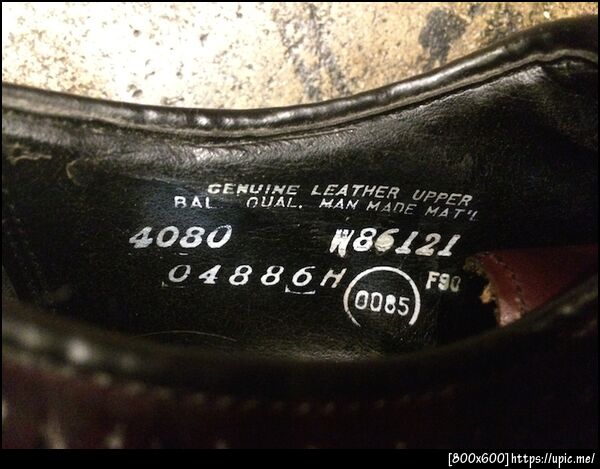 GENUINE LEATHER UPPER
BAL QUAL. MAN MADE MAT'L
4080 W86121
04886H 0085 F90
[800x600]https://upic.me/